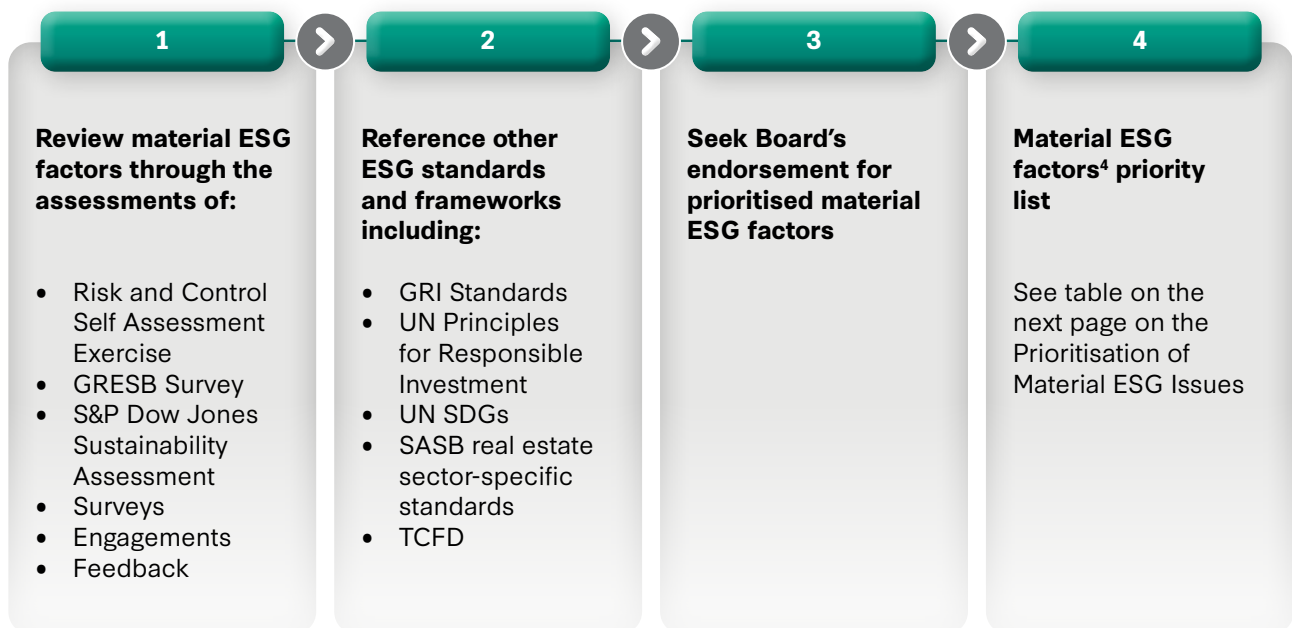 1
Review material ESG
factors through the
assessments of:
• Risk and Control
Self Assessment
Exercise
• GRESB Survey
• S&P Dow Jones
Sustainability
Assessment
• Surveys
• Engagements
• Feedback
2
Reference other
ESG standards
and frameworks
including:
• GRI Standards
• UN Principles
for Responsible
Investment
• UN SDGs
• SASB real estate
sector-specific
standards
• TCFD
3
Seek Board’s
endorsement for
prioritised material
ESG factors
4
Material ESG
factors⁴ priority
list
See table on the
next page on the
Prioritisation of
Material ESG Issues